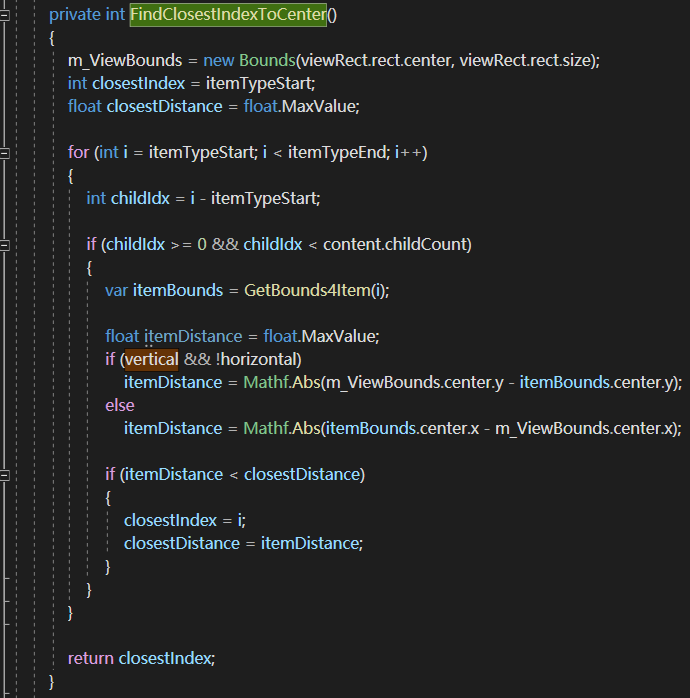 private int FindClosestIndexToCenter()
{
m_ViewBounds = new Bounds(viewRect.rect.center, viewRect.rect.size);
int closestIndex = itemTypeStart;
float closestDistance = float.MaxValue;
for (int i = itemTypeStart; i < itemTypeEnd; i++)
{
int childIdx = i - itemTypeStart;
if (childIdx >= 0 && childIdx < content.childCount)
{
var itemBounds = GetBounds4Item(i);
float itemDistance = float.MaxValue;
if (vertical && !horizontal)
itemDistance = Mathf.Abs(m_ViewBounds.center.y - itemBounds.center.y);
else
itemDistance = Mathf.Abs(itemBounds.center.x - m_ViewBounds.center.x);
if (itemDistance < closestDistance)
{
closestIndex = i;
closestDistance = itemDistance;
}
}
}
return closestIndex;
}